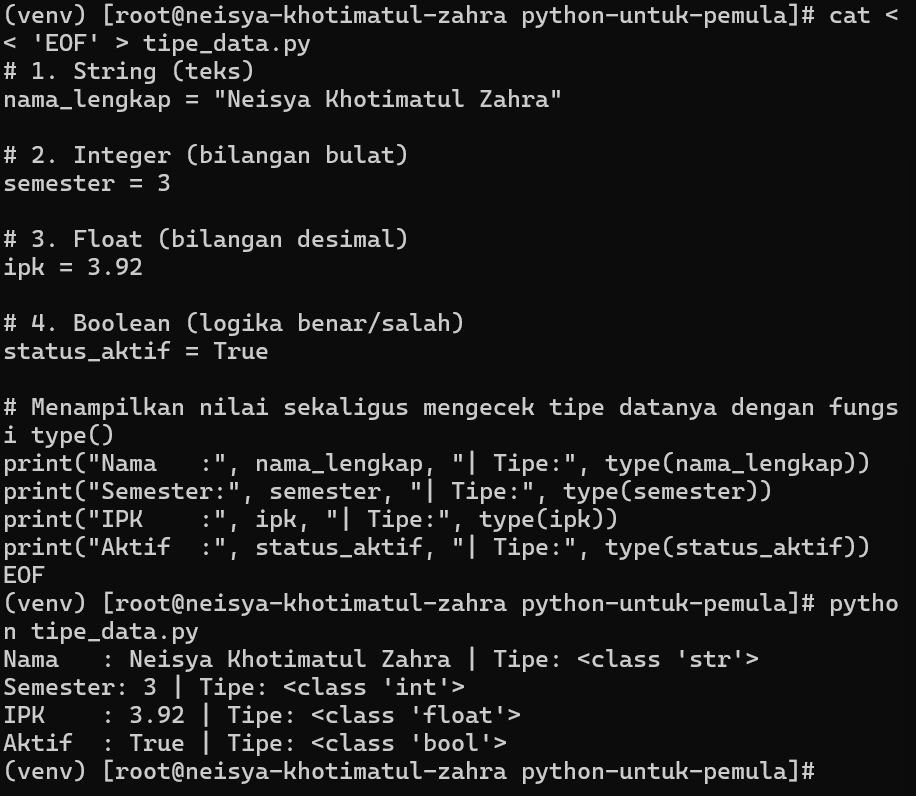 (venv) [root@neisya-khotimatul-zahra python-untuk-pemula]# cat <
< 'EOF' > tipe_data.py
# 1. String (teks)
nama_lengkap = "Neisya Khotimatul Zahra"

# 2. Integer (bilangan bulat)
semester = 3

# 3. Float (bilangan desimal)
ipk = 3.92

# 4. Boolean (logika benar/salah)
status_aktif = True

# Menampilkan nilai sekaligus mengecek tipe datanya dengan fungs
i type()
print("Nama   :", nama_lengkap, "| Tipe:", type(nama_lengkap))
print("Semester:", semester, "| Tipe:", type(semester))
print("IPK    :", ipk, "| Tipe:", type(ipk))
print("Aktif  :", status_aktif, "| Tipe:", type(status_aktif))
EOF
(venv) [root@neisya-khotimatul-zahra python-untuk-pemula]# pytho
n tipe_data.py
Nama   : Neisya Khotimatul Zahra | Tipe: <class 'str'>
Semester: 3 | Tipe: <class 'int'>
IPK    : 3.92 | Tipe: <class 'float'>
Aktif  : True | Tipe: <class 'bool'>
(venv) [root@neisya-khotimatul-zahra python-untuk-pemula]#